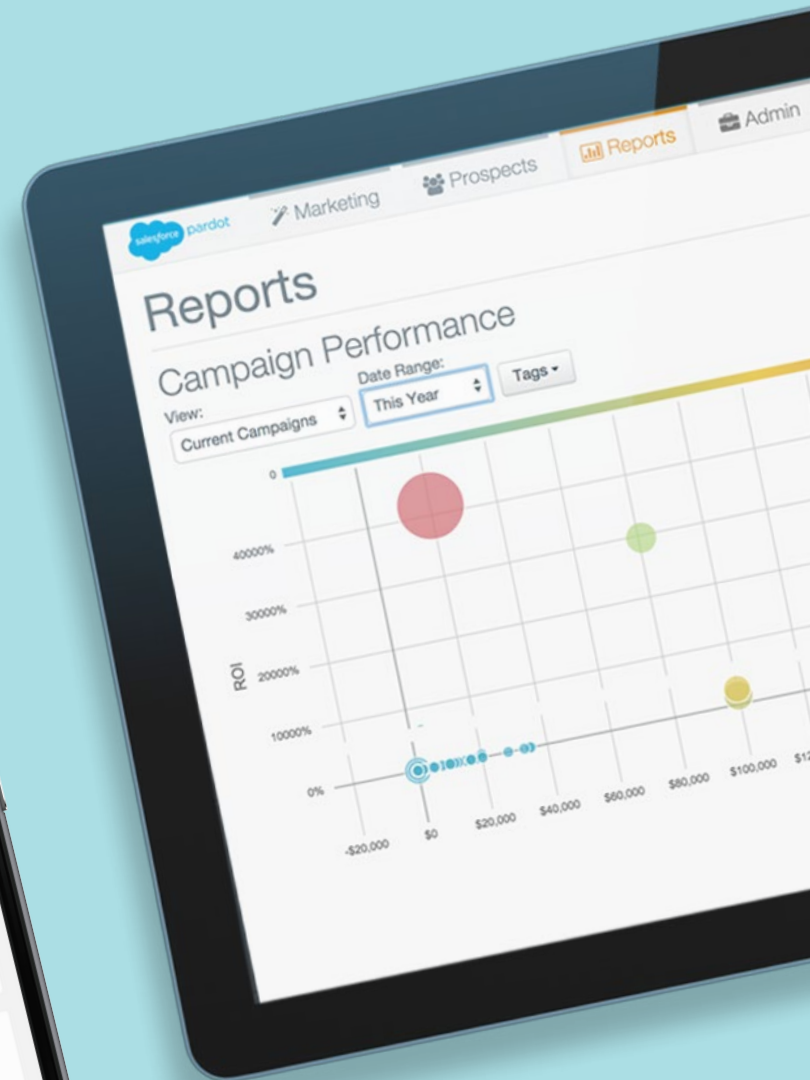 salesforce pardot
Marketing
Prospects
Reports
Admin
Reports
Campaign Performance
View:
Date Range:
Current Campaigns
This Year
Tags
0
40000%
30000%
20000%
10000%
0%
ROI
-$20,000
$0
$20,000
$40,000
$60,000
$80,000
$100,000